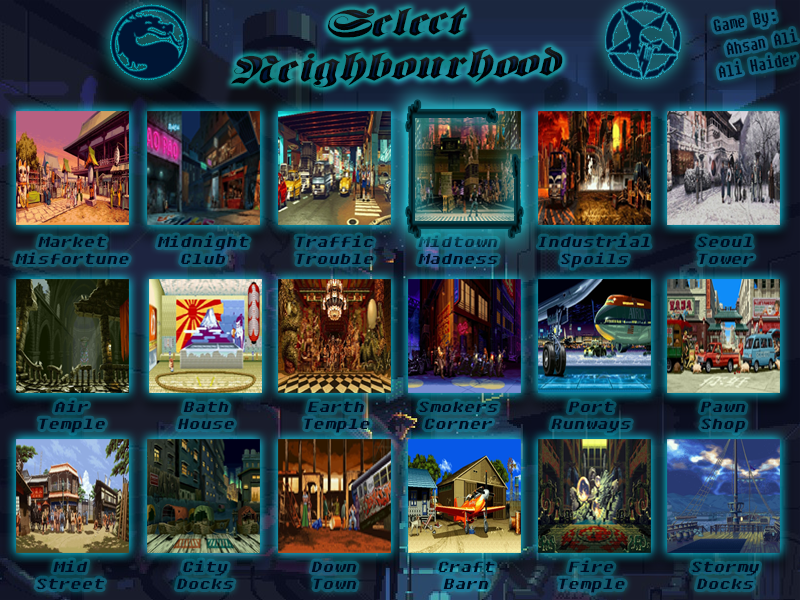 Select
Neighbourhood
Game By:
Ahsan Ali
Ali Haider
Market Misfortune
Midnight Club
Traffic Trouble
Midtown Madness
Industrial Spoils
Seoul Tower
Air Temple
Bath House
Earth Temple
Smokers Corner
Port Runways
Pawn Shop
Mid Street
City Docks
Down Town
Craft Barn
Fire Temple
Stormy Docks